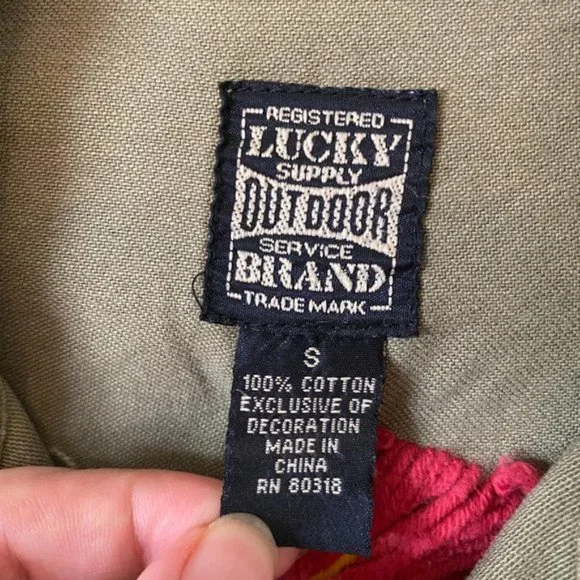 REGISTERED
LUCKY
SUPPLY
OUTDOOR
SERVICE
BRAND
TRADE MARK
S
100% COTTON
EXCLUSIVE OF
DECORATION
MADE IN
CHINA
RN 80318